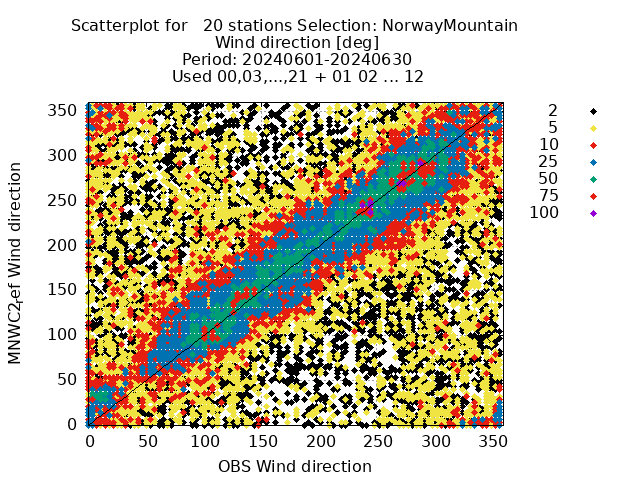 Scatterplot for   20 stations Selection: NorwayMountain
Wind direction [deg]
Period: 20240601-20240630
Used 00,03,...,21 + 01 02 ... 12
MNWC2ref Wind direction
350
300
250
200
150
100
50
0
0 50 100 150 200 250 300 350
OBS Wind direction
2
5
10
25
50
75
100